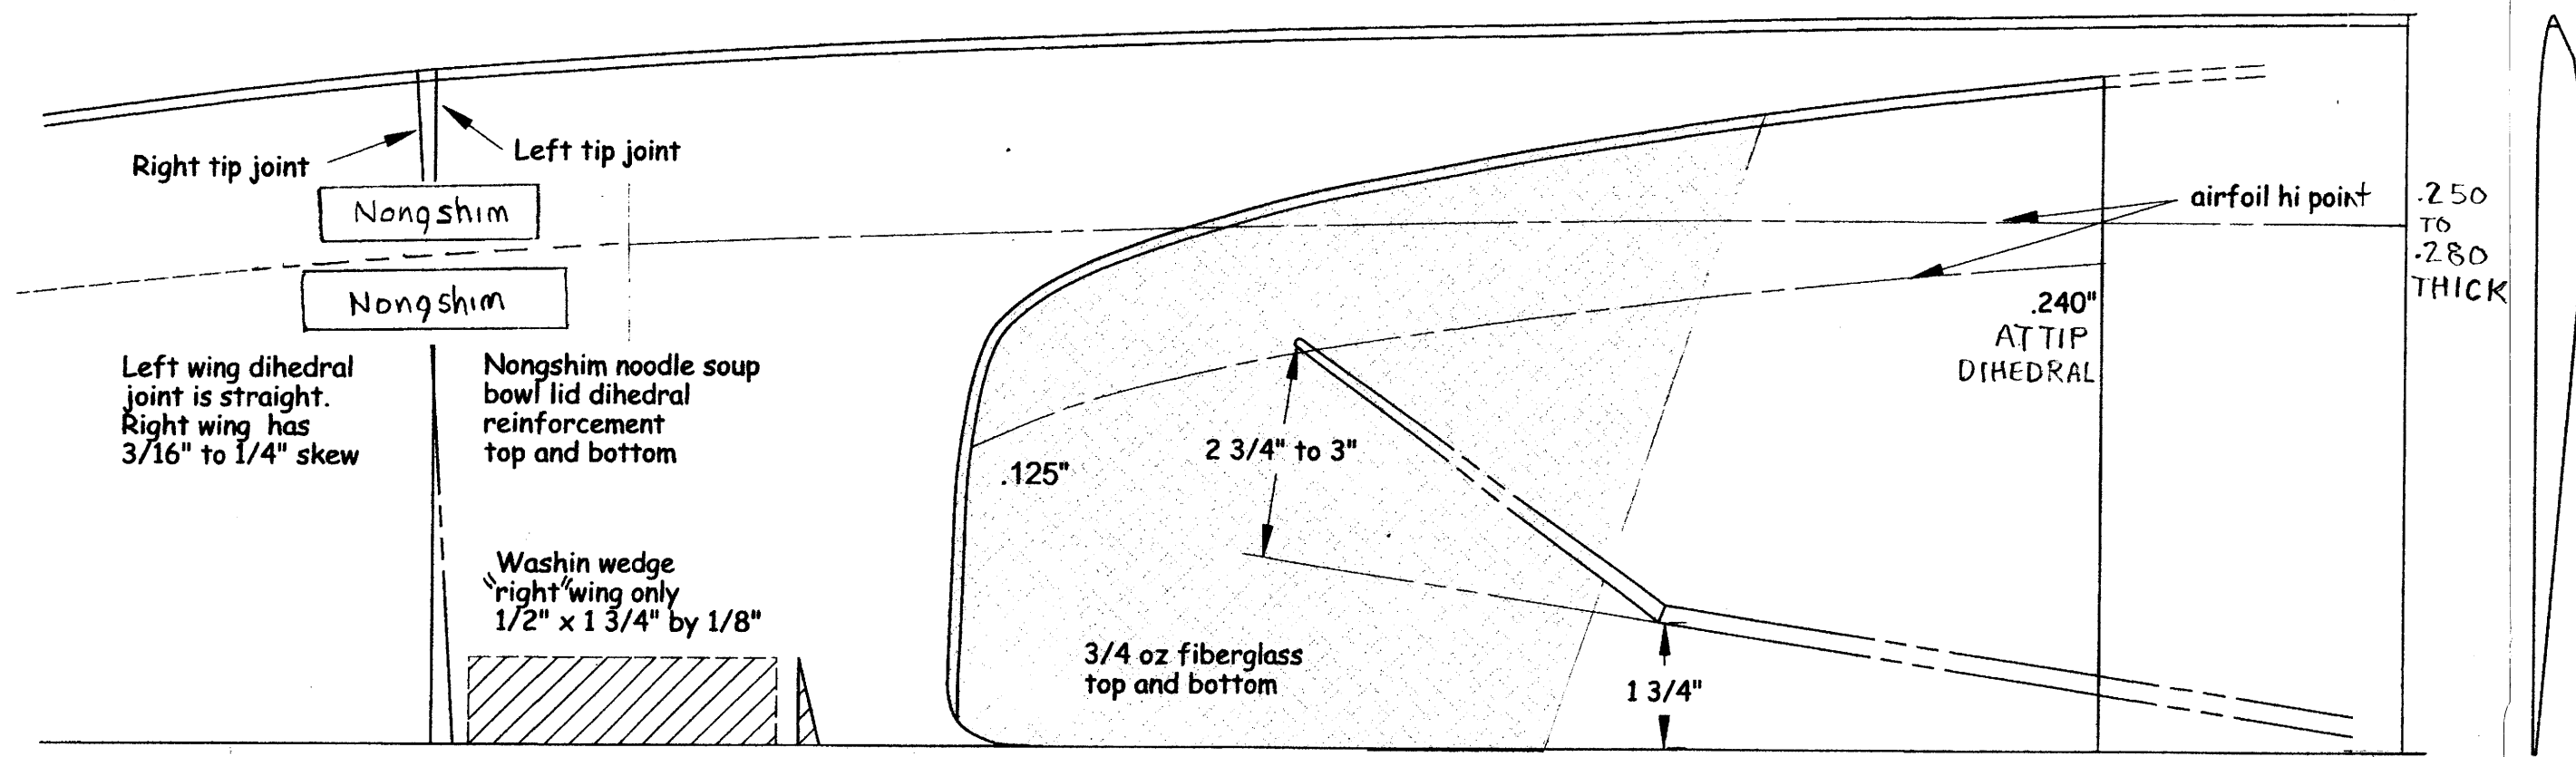 Right tip joint
Left tip joint
Nongshim
Nongshim
Left wing dihedral
joint is straight.
Right wing has
3/16" to 1/4" skew
Nongshim noodle soup
bowl lid dihedral
reinforcement
top and bottom
Washin wedge
"right" wing only
1/2" x 1 3/4" by 1/8"
.125"
2 3/4" to 3"
3/4 oz fiberglass
top and bottom
1 3/4"
airfoil hi point
.240"
AT TIP
DIHEDRAL
.250
TO
.280
THICK